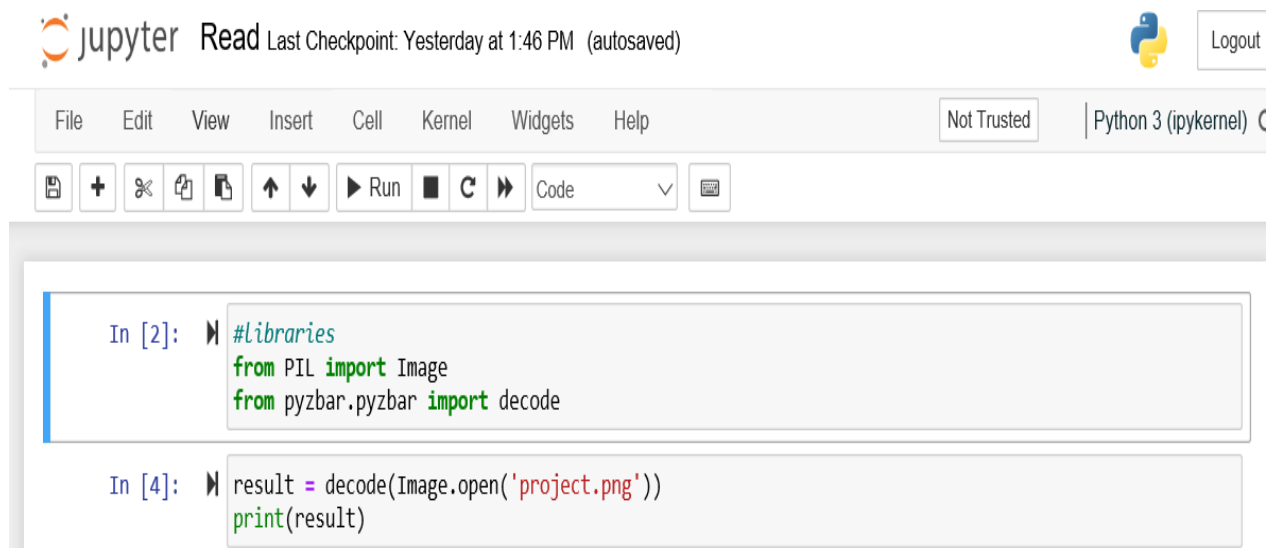 jupyter Read Last Checkpoint: Yesterday at 1:46 PM (autosaved) Logout
File Edit View Insert Cell Kernel Widgets Help Not Trusted Python 3 (ipykernel)
Run Code
In [2]: #libraries
from PIL import Image
from pyzbar.pyzbar import decode
In [4]: result = decode(Image.open('project.png'))
print(result)